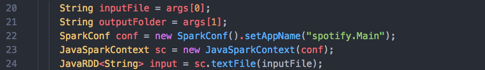 20 String inputFile = args[0];
21 String outputFolder = args[1];
22 SparkConf conf = new SparkConf().setAppName("spotify.Main");
23 JavaSparkContext sc = new JavaSparkContext(conf);
24 JavaRDD<String> input = sc.textFile(inputFile);